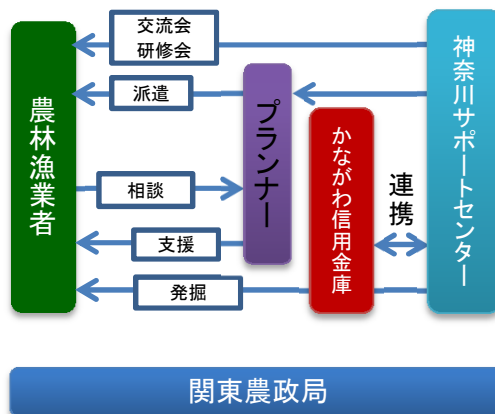 交流会
研修会
派遣
相談
支援
発掘
農林漁業者
プランナー
かながわ信用金庫
連携
神奈川サポートセンター
関東農政局